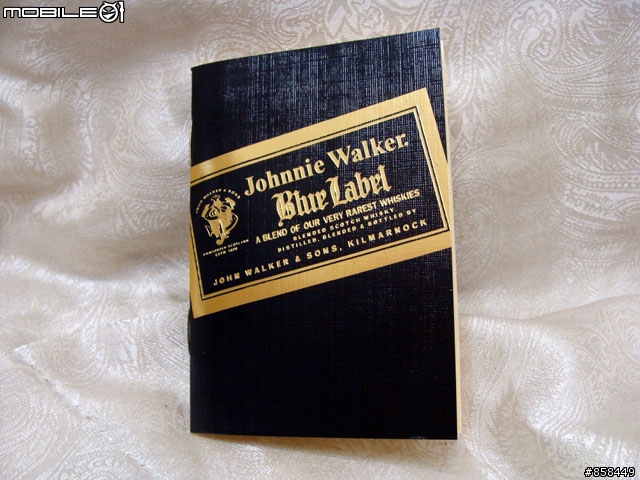 MOBILE01
Johnnie Walker.
Blue Label
A BLEND OF OUR VERY RAREST WHISKIES
BLENDED SCOTCH WHISKY
DISTILLED, BLENDED & BOTTLED BY
JOHN WALKER & SONS, KILMARNOCK
#858449